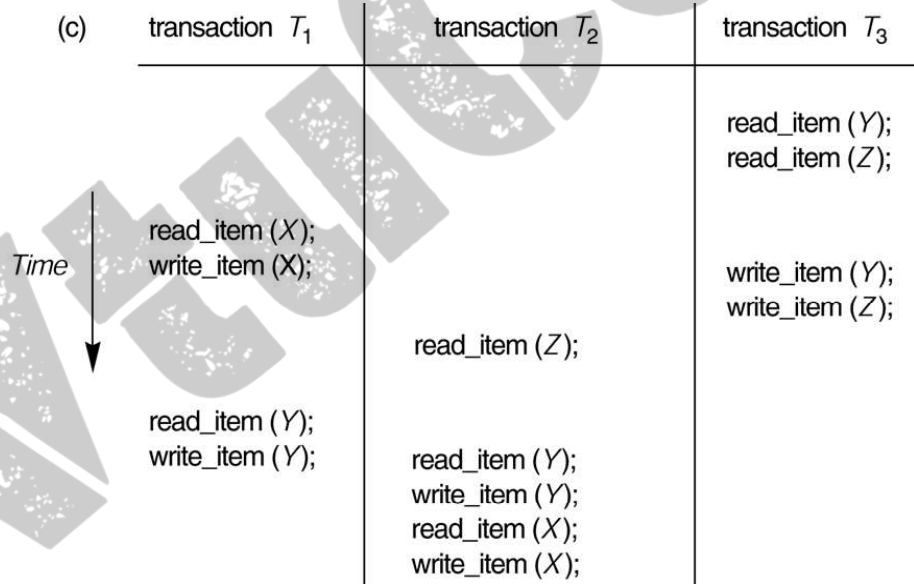 (c) transaction T1 transaction T2 transaction T3
read_item (Y);
read_item (Z);
read_item (X);
Time write_item (X); write_item (Y);
write_item (Z);
read_item (Z);
read_item (Y);
write_item (Y);
read_item (Y);
write_item (Y);
read_item (X);
write_item (X);